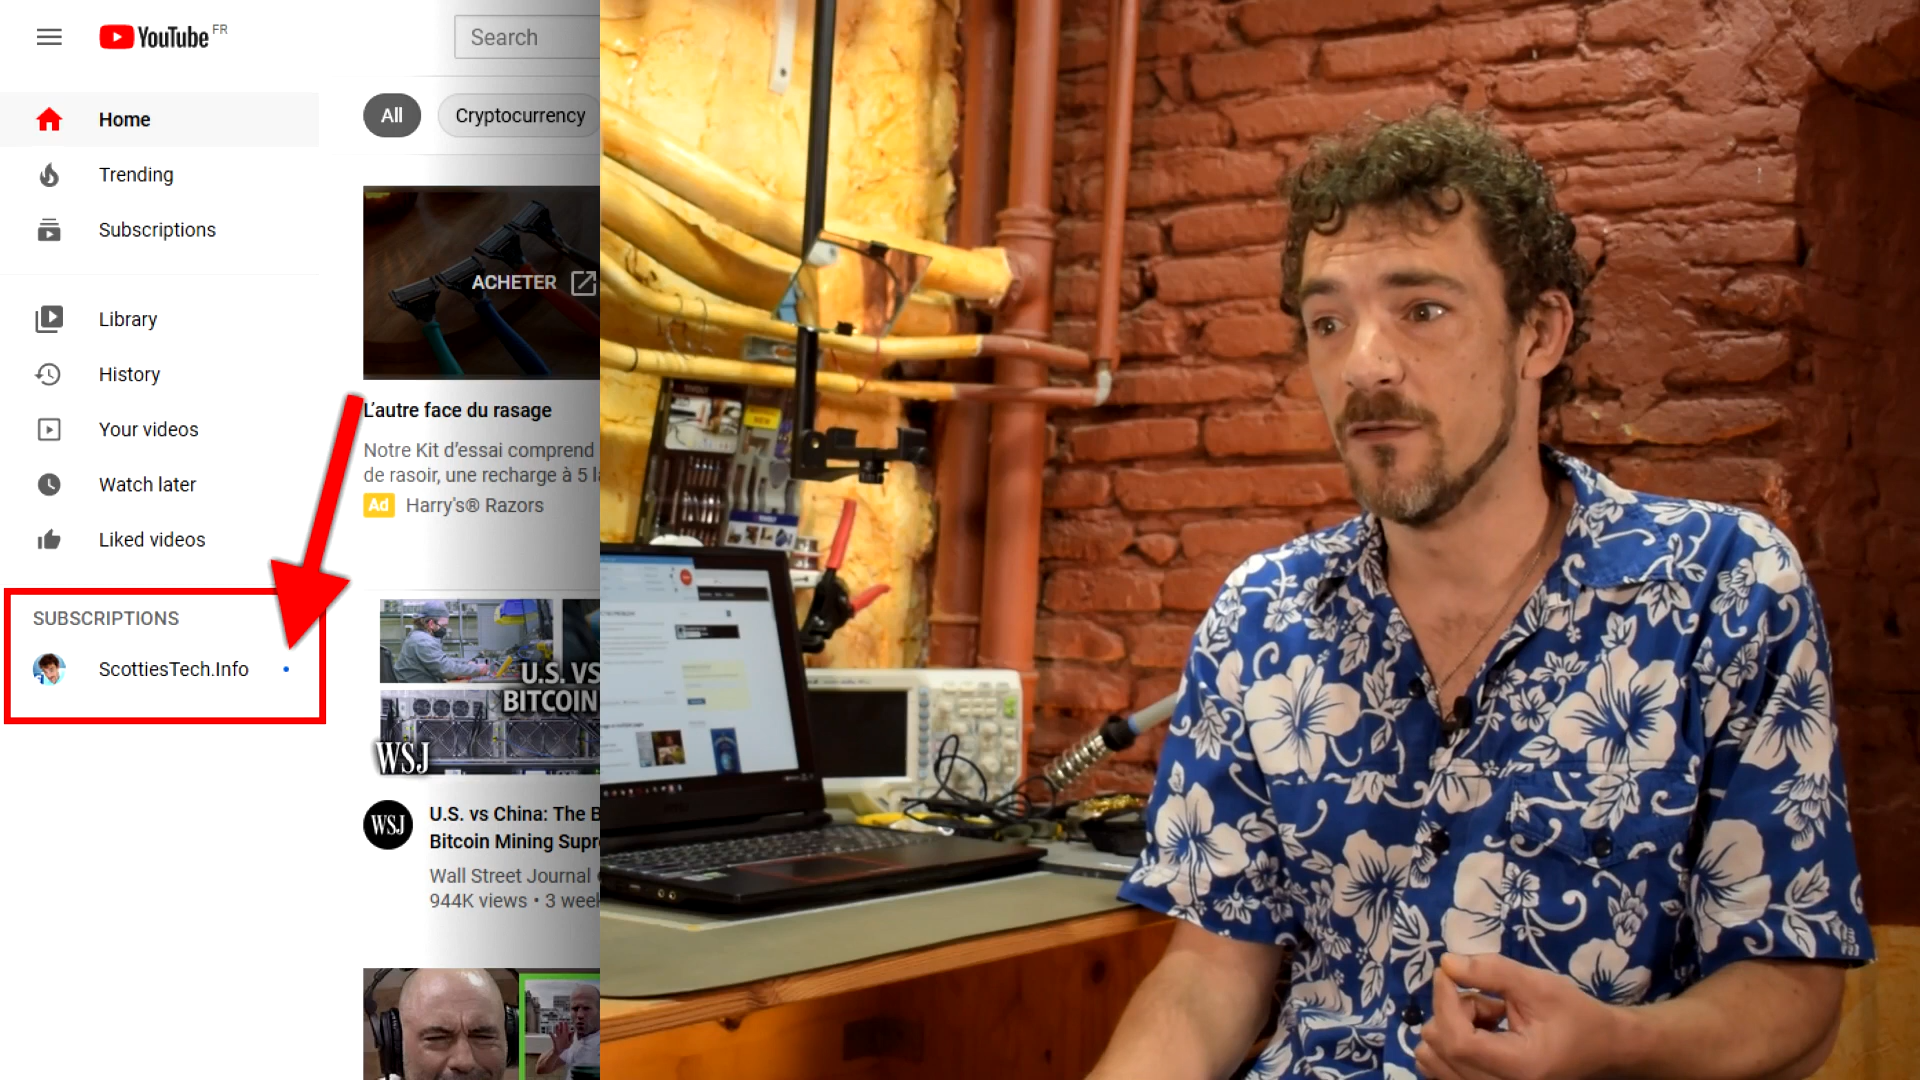 YouTube FR
Search
Home
Trending
Subscriptions
Library
History
Your videos
Watch later
Liked videos
SUBSCRIPTIONS
ScottiesTech.Info
All
Cryptocurrency
ACHETER
L'autre face du rasage
Notre Kit d'essai comprend
de rasoir, une recharge à 5
Ad Harry's® Razors
U.S. VS
BITCOIN
WSJ
WSJ
U.S. vs China: The B
Bitcoin Mining Supr
Wall Street Journal
944K views • 3 week